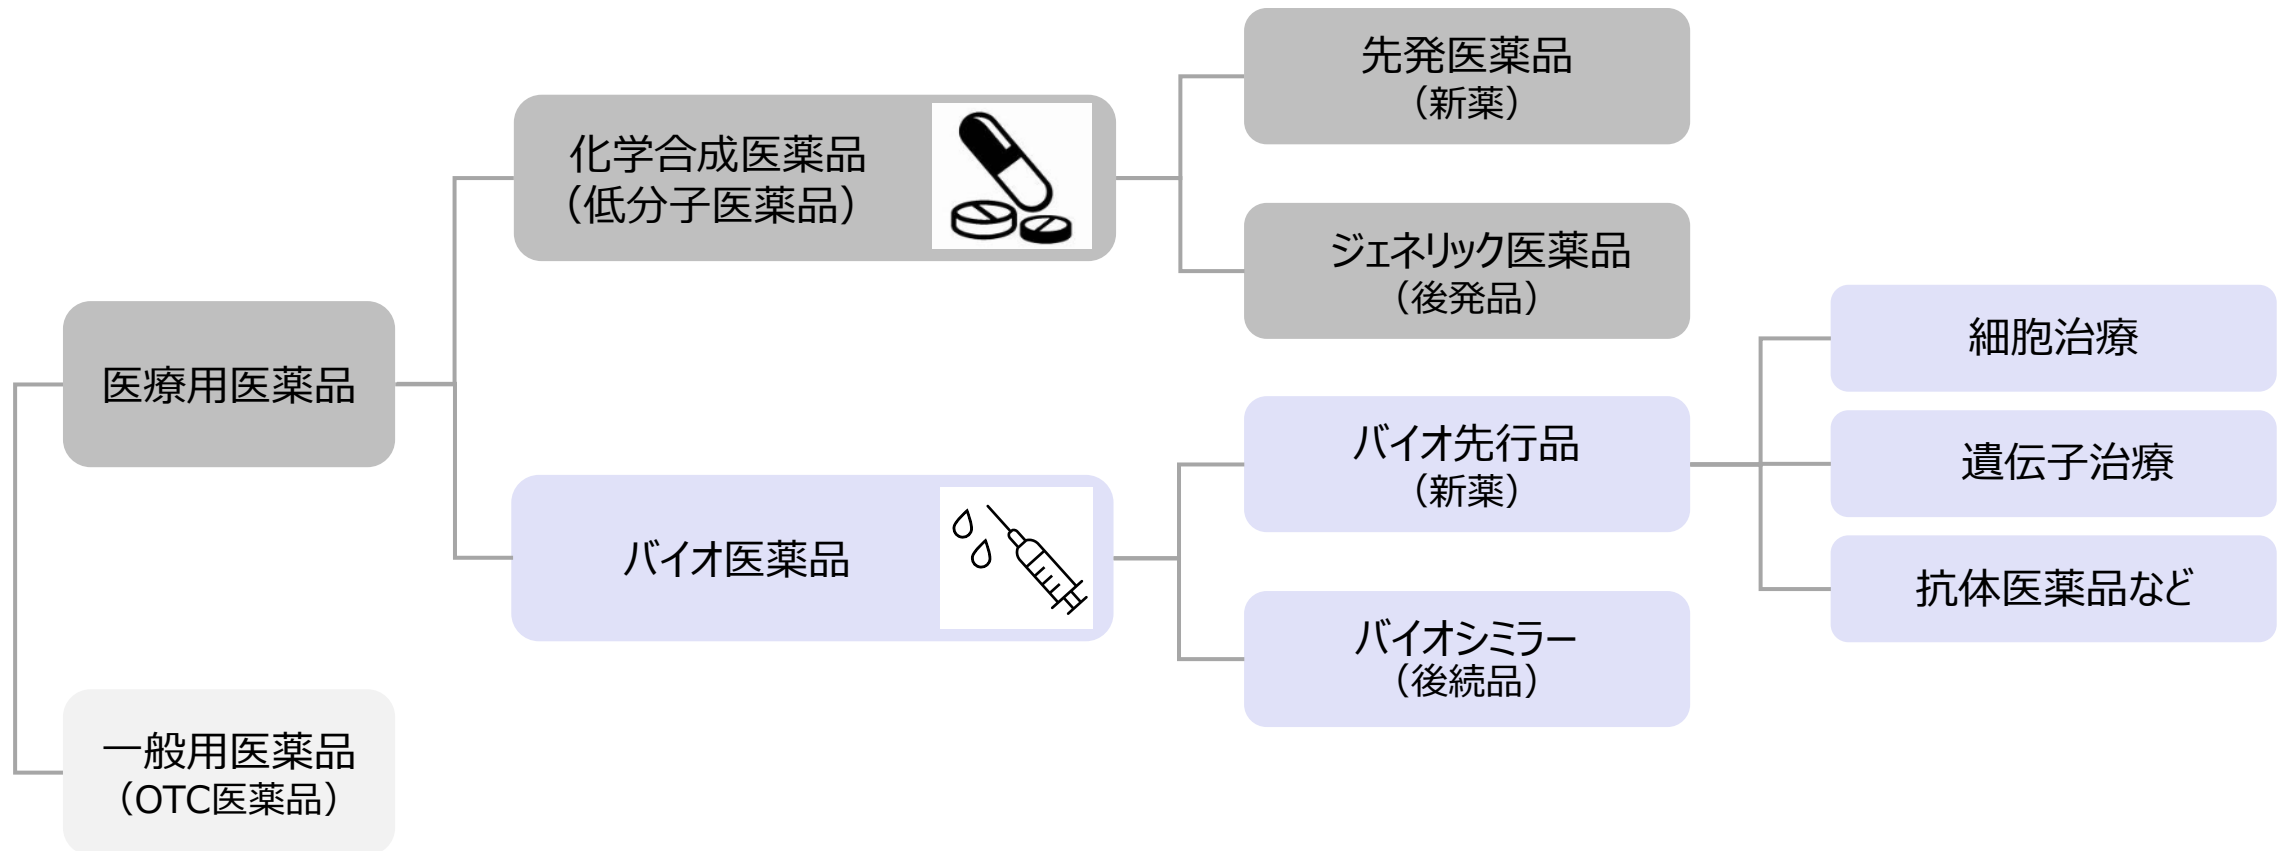 医療用医薬品
一般用医薬品
（OTC医薬品）
化学合成医薬品
（低分子医薬品）
バイオ医薬品
先発医薬品
（新薬）
ジェネリック医薬品
（後発品）
バイオ先行品
（新薬）
バイオシミラー
（後続品）
細胞治療
遺伝子治療
抗体医薬品など